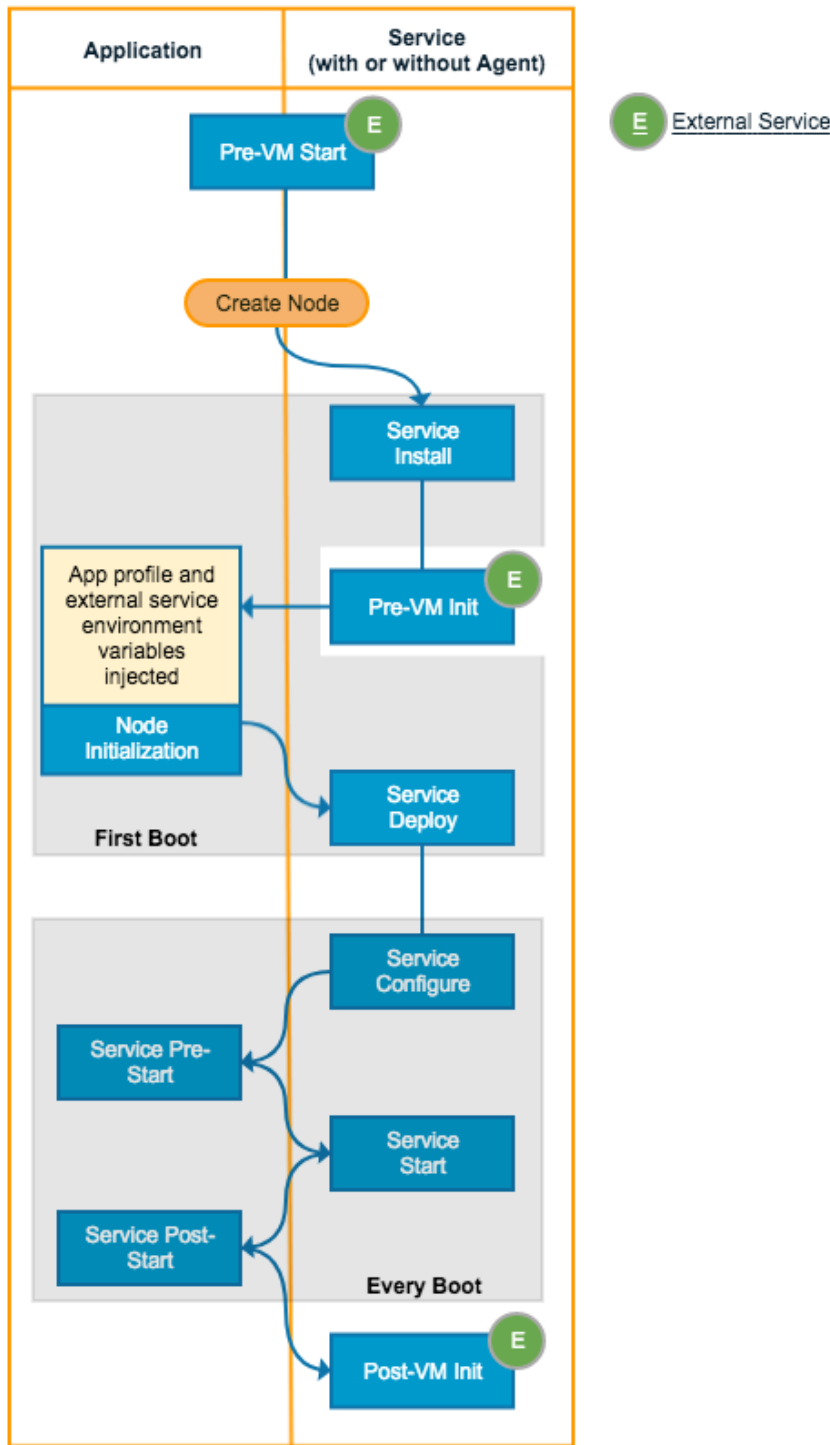 Application
Service
(with or without Agent)
E
Pre-VM Start
E External Service
Create Node
Service
Install
E
Pre-VM Init
App profile and
external service
environment
variables
injected
Node
Initialization
Service
Deploy
First Boot
Service
Configure
Service Pre-
Start
Service
Start
Service Post-
Start
Every Boot
E
Post-VM Init